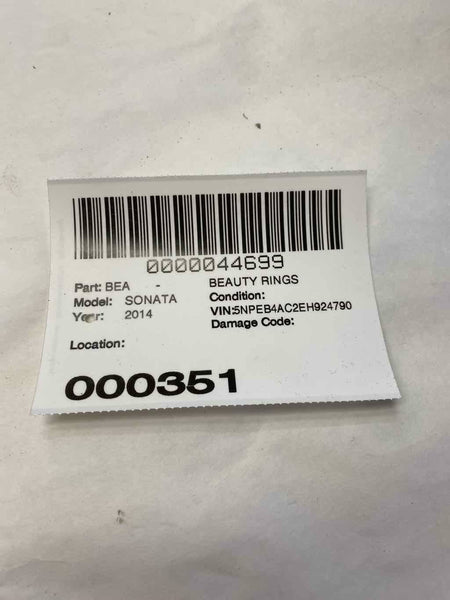 0000044699
Part: BEA - BEAUTY RINGS
Model: SONATA Condition:
Year: 2014 VIN:5NPEB4AC2EH924790
Damage Code:
Location:
000351